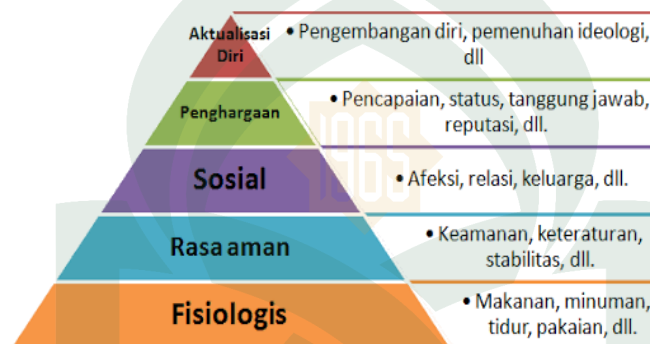 Aktualisasi
Diri
• Pengembangan diri, pemenuhan ideologi,
dll
Penghargaan
• Pencapaian, status, tanggung jawab,
reputasi, dll.
Sosial
• Afeksi, relasi, keluarga, dll.
Rasa aman
• Keamanan, keteraturan,
stabilitas, dll.
Fisiologis
• Makanan, minuman,
tidur, pakaian, dll.
1965